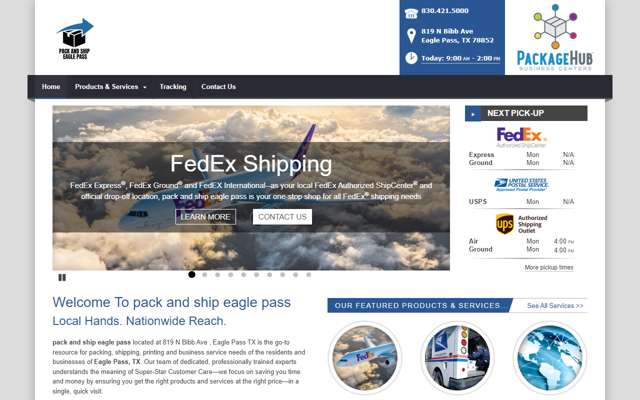 PACK AND SHIP
EAGLE PASS
830.421.5000
819 N Bibb Ave
Eagle Pass, TX 78852
Today: 9:00 AM - 2:00 PM
PACKAGEHUB
BUSINESS CENTERS
Home Products & Services Tracking Contact Us
FedEx Shipping
FedEx Express®, FedEx Ground® and FedEX International–as your local FedEx Authorized ShipCenter® and
official drop-off location, pack and ship eagle pass is your one-stop-shop for all FedEx® shipping needs
LEARN MORE CONTACT US
NEXT PICK-UP
FedEx
Authorized ShipCenter
Express Mon N/A
Ground Mon N/A
UNITED STATES
POSTAL SERVICE
Approved Postal Provider
USPS Mon N/A
ups Authorized
Shipping
Outlet
Air Mon 4:00 PM
Ground Mon 4:00 PM
More pickup times
Welcome To pack and ship eagle pass
Local Hands. Nationwide Reach.
pack and ship eagle pass located at 819 N Bibb Ave , Eagle Pass TX is the go-to
resource for packing, shipping, printing and business service needs of the residents and
businesses of Eagle Pass, TX. Our team of dedicated, professionally trained experts
understands the meaning of Super-Star Customer Care—we focus on saving you time
and money by ensuring you get the right products and services at the right price—in a
single, quick visit.
OUR FEATURED PRODUCTS & SERVICES... See All Services >>